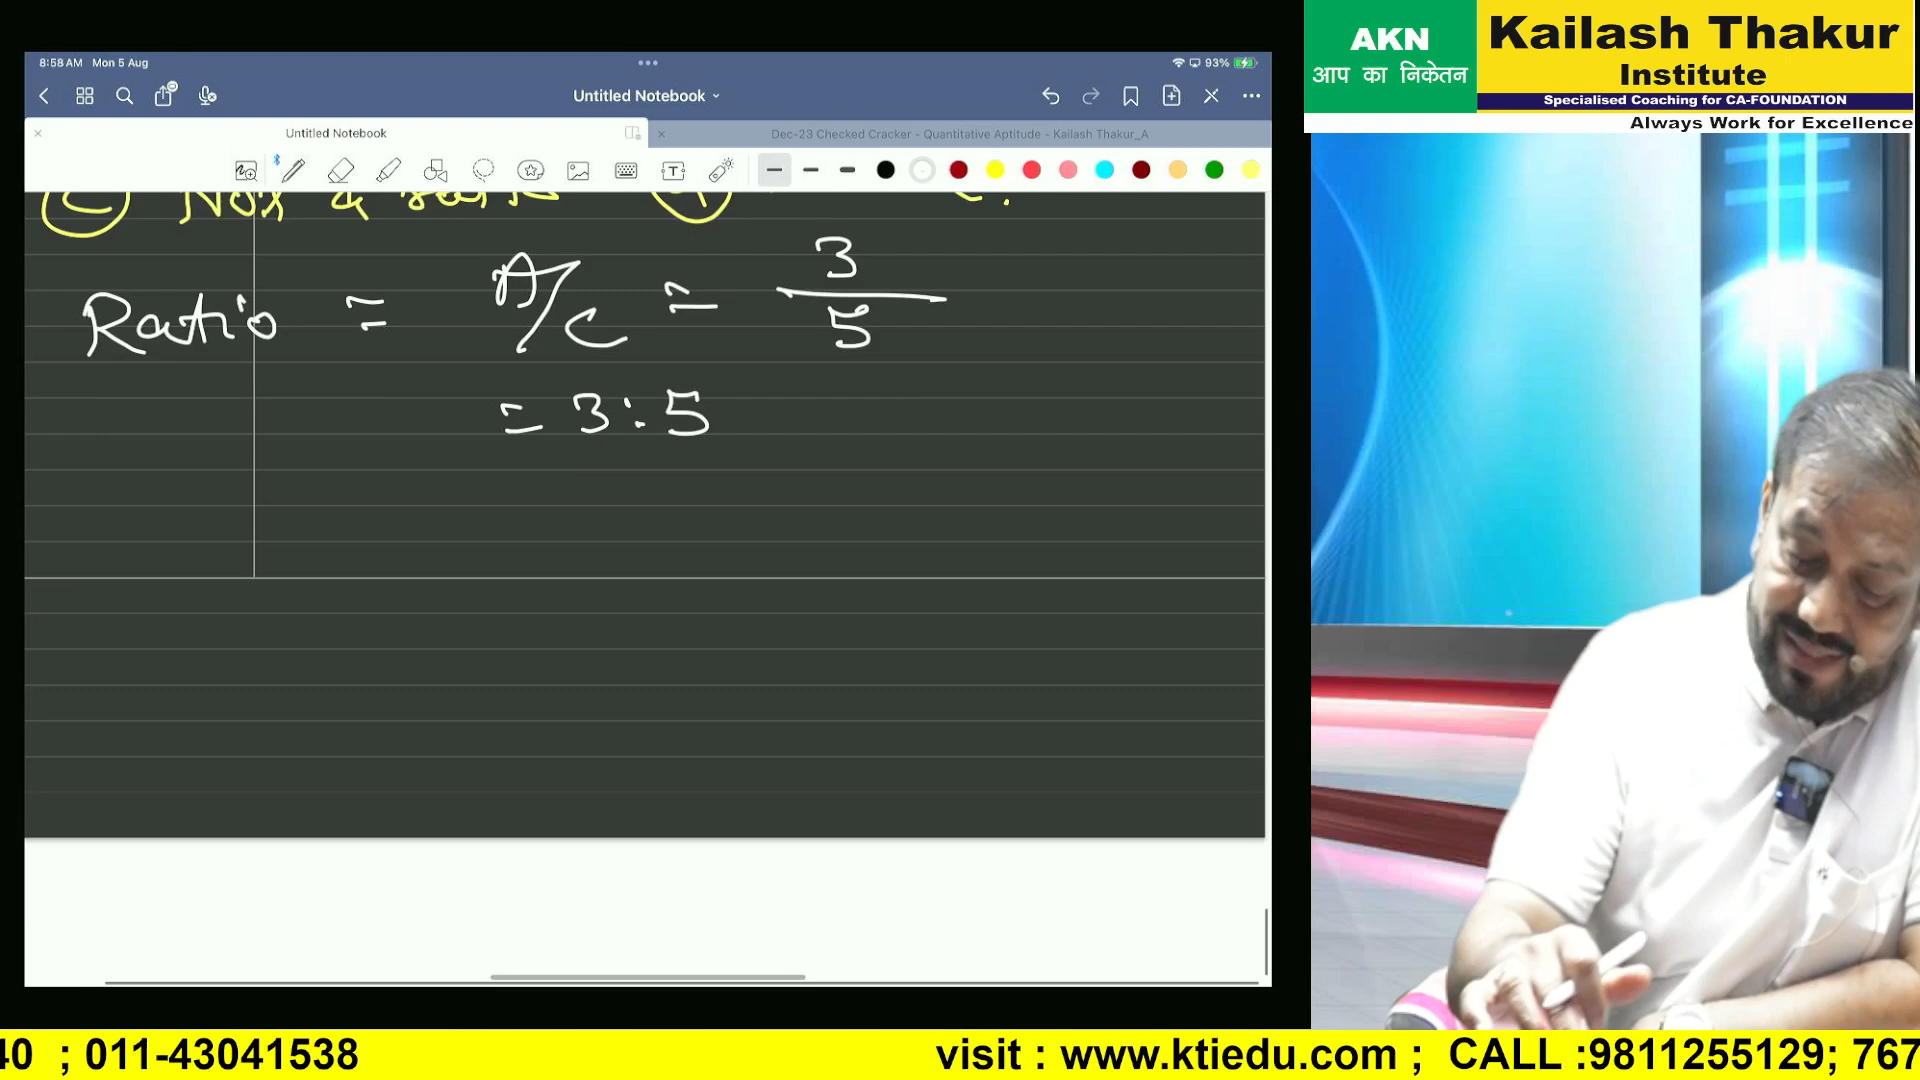 AKN
आप का निकेतन
Kailash Thakur
Institute
Specialised Coaching for CA-FOUNDATION
Always Work for Excellence
8:58 AM Mon 5 Aug
93%
Untitled Notebook
Untitled Notebook
Dec-23 Checked Cracker - Quantitative Aptitude - Kailash Thakur_A
Ratio = A/C = 3/5
= 3:5
40 ; 011-43041538 visit : www.ktiedu.com ; CALL :9811255129; 767